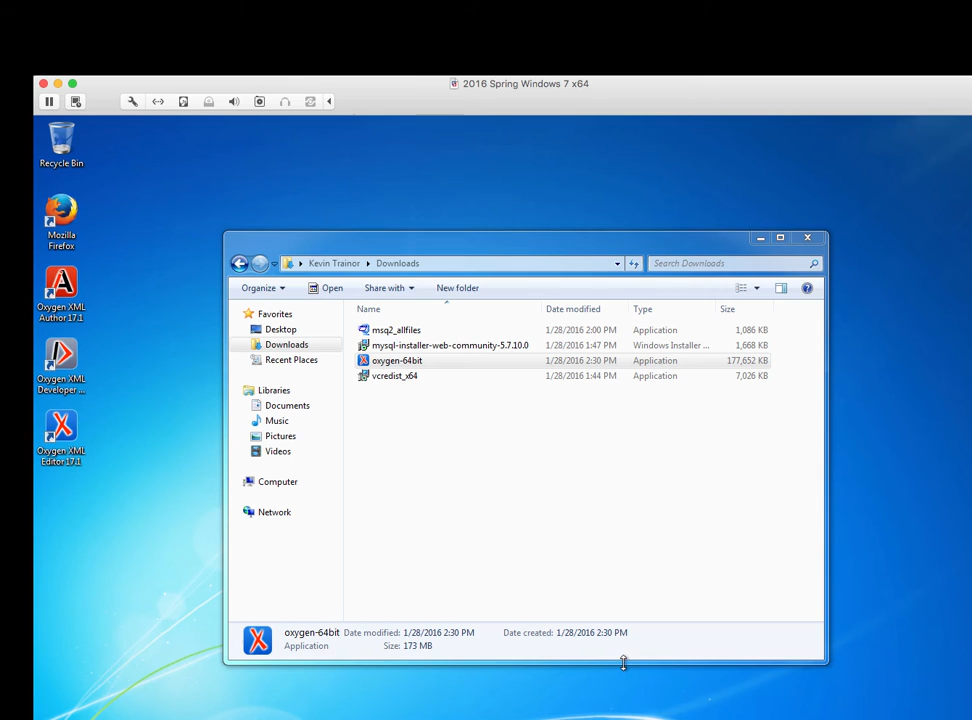 2016 Spring Windows 7 x64
Recycle Bin
Mozilla
Firefox
Oxygen XML
Author 17.1
Oxygen XML
Developer ...
Oxygen XML
Editor 17.1
Kevin Trainor Downloads
Search Downloads
Organize Open Share with New folder
Favorites
Desktop
Downloads
Recent Places
Libraries
Documents
Music
Pictures
Videos
Computer
Network
Name Date modified Type Size
msq2_allfiles 1/28/2016 2:00 PM Application 1,086 KB
mysql-installer-web-community-5.7.10.0 1/28/2016 1:47 PM Windows Installer ... 1,668 KB
oxygen-64bit 1/28/2016 2:30 PM Application 177,652 KB
vcredist_x64 1/28/2016 1:44 PM Application 7,026 KB
oxygen-64bit Date modified: 1/28/2016 2:30 PM Date created: 1/28/2016 2:30 PM
Application Size: 173 MB